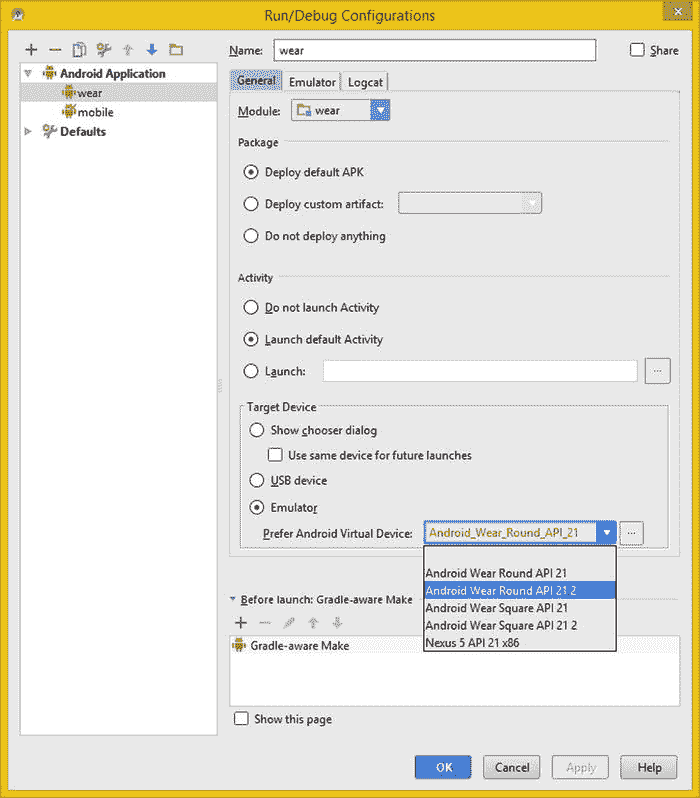 Run/Debug Configurations
Name: wear Share
Android Application
wear
mobile
Defaults
General Emulator Logcat
Module: wear
Package
Deploy default APK
Deploy custom artifact:
Do not deploy anything
Activity
Do not launch Activity
Launch default Activity
Launch: ...
Target Device
Show chooser dialog
Use same device for future launches
USB device
Emulator
Prefer Android Virtual Device: Android_Wear_Round_API_21 ...
Android Wear Round API 21
Android Wear Round API 21 2
Android Wear Square API 21
Android Wear Square API 21 2
Nexus 5 API 21 x86
Before launch: Gradle-aware Make
Gradle-aware Make
Show this page
OK Cancel Apply Help